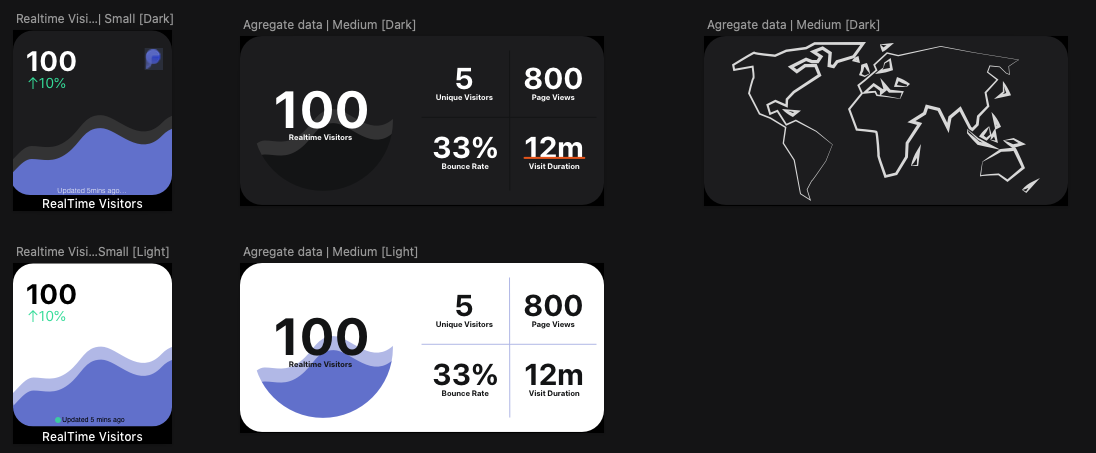 Realtime Visi...| Small [Dark]
100
↑10%
Updated 5mins ago...
RealTime Visitors
Agregate data | Medium [Dark]
100
Realtime Visitors
5
Unique Visitors
800
Page Views
33%
Bounce Rate
12m
Visit Duration
Agregate data | Medium [Dark]
Realtime Visi...Small [Light]
100
↑10%
Updated 5 mins ago
RealTime Visitors
Agregate data | Medium [Light]
100
Realtime Visitors
5
Unique Visitors
800
Page Views
33%
Bounce Rate
12m
Visit Duration